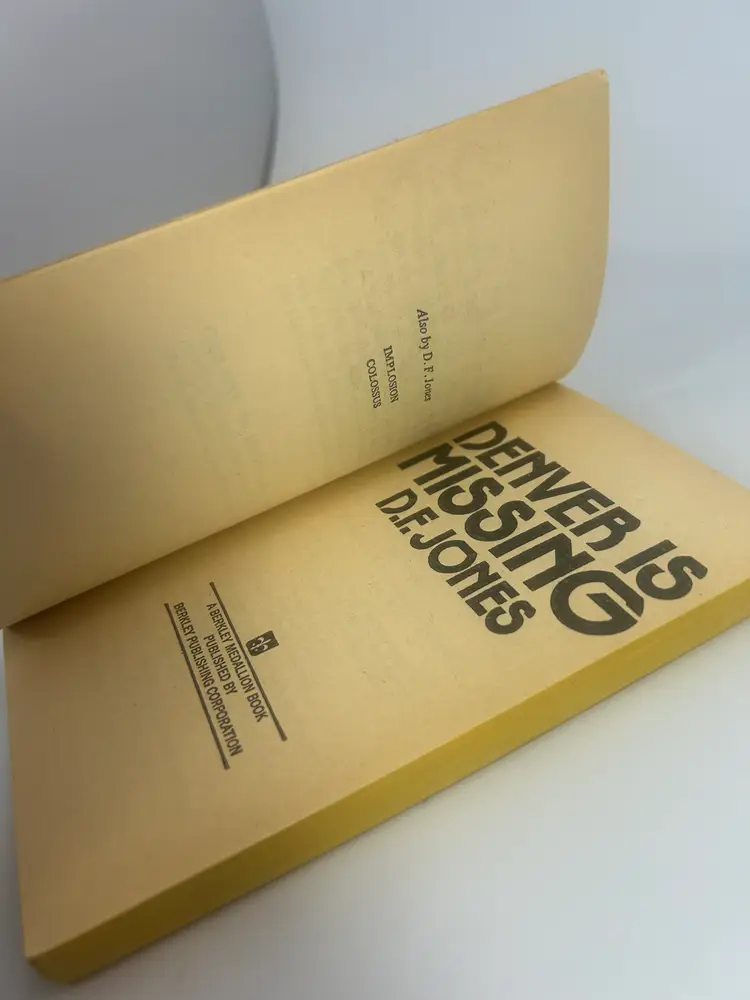 Also by D. F. Jones
IMPLOSION
COLOSSUS
DENVER IS
MISSING
D.F. JONES
A BERKLEY MEDALLION BOOK
PUBLISHED BY
BERKLEY PUBLISHING CORPORATION